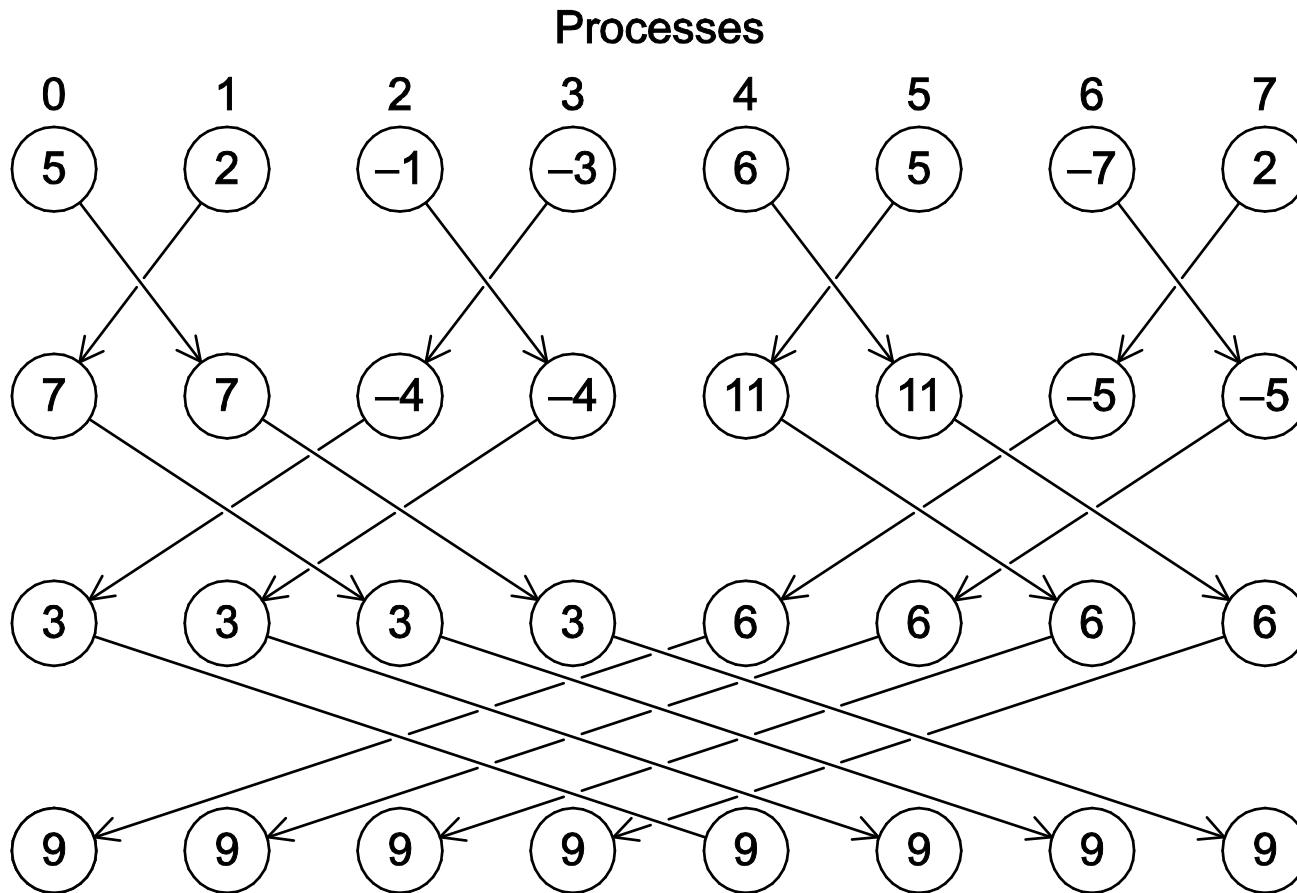 Processes
0 1 2 3 4 5 6 7
5 2 –1 –3 6 5 –7 2
7 7 –4 –4 11 11 –5 –5
3 3 3 3 6 6 6 6
9 9 9 9 9 9 9 9